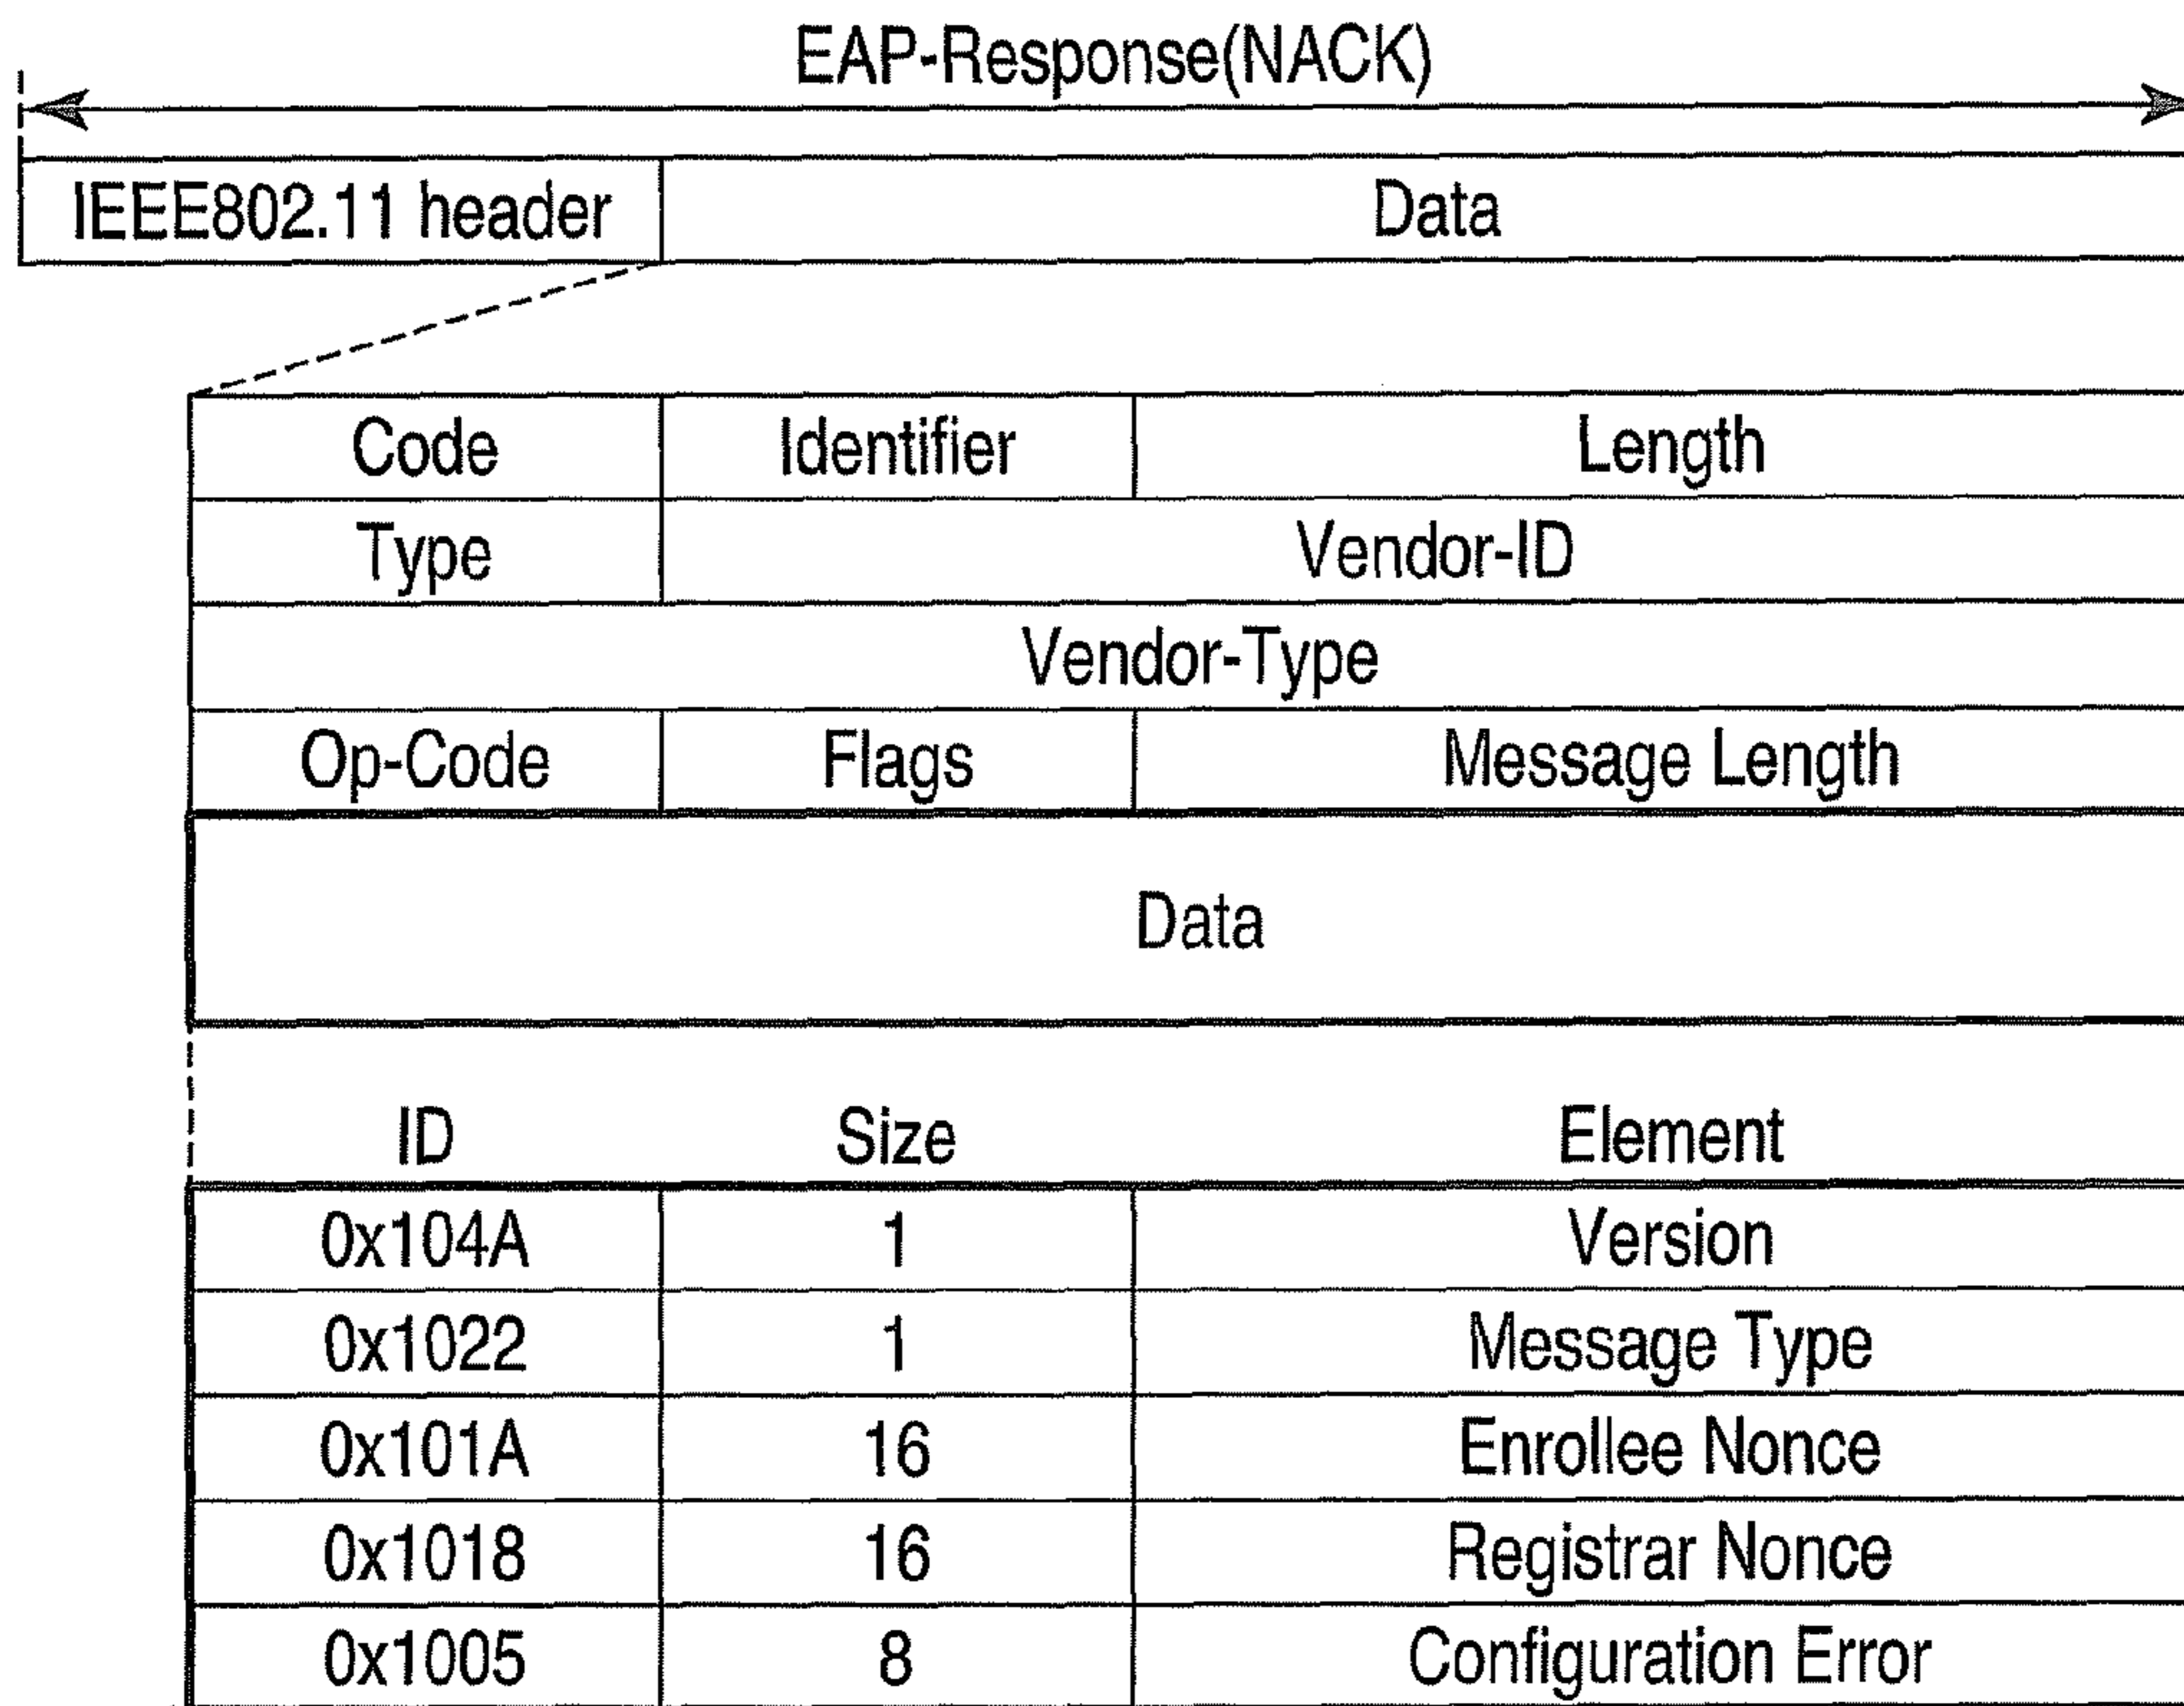 EAP-Response(NACK)
IEEE802.11 header Data
Code Identifier Length
Type Vendor-ID
Vendor-Type
Op-Code Flags Message Length
Data
ID Size Element
0x104A 1 Version
0x1022 1 Message Type
0x101A 16 Enrollee Nonce
0x1018 16 Registrar Nonce
0x1005 8 Configuration Error